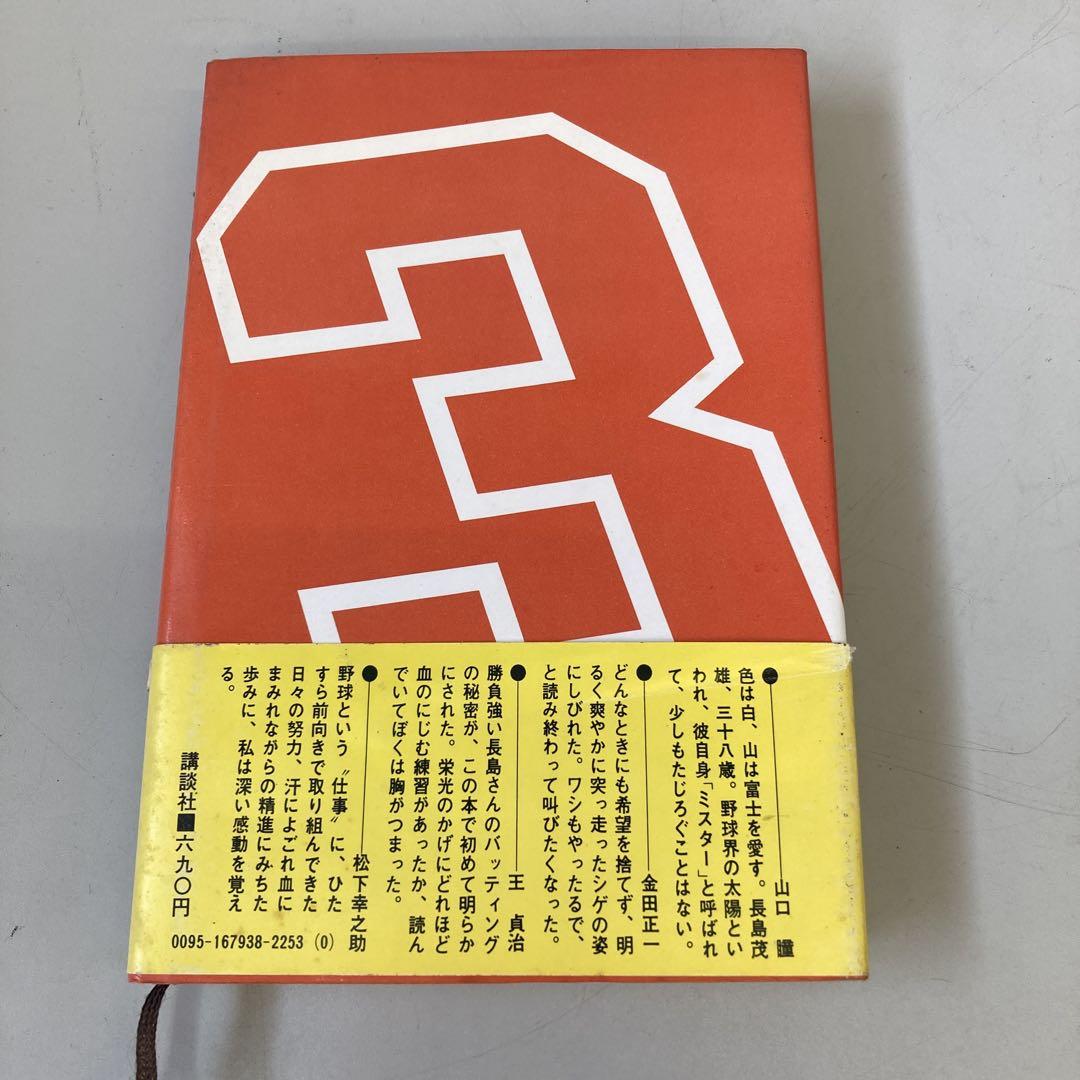 3
●山口 瞳
色は白、山は富士を愛す。長島茂
雄、三十八歳。野球界の太陽とい
われ、彼自身「ミスター」と呼ばれ
て、少しもたじろぐことはない。
●金田正一
どんなときにも希望を捨てず、明
るく爽やかに突っ走ったシゲの姿
にしびれた。ワシもやったるで、
と読み終わって叫びたくなった。
●王 貞治
勝負強い長島さんのバッティング
の秘密が、この本で初めて明らか
にされた。栄光のかげにどれほど
血のにじむ練習があったか、読ん
でいてぼくは胸がつまった。
●松下幸之助
野球という〝仕事〟に、ひた
すら前向きで取り組んできた
日々の努力、汗によごれ血に
まみれながらの精進にみちた
歩みに、私は深い感動を覚え
る。
講談社■六九〇円
0095-167938-2253(0)